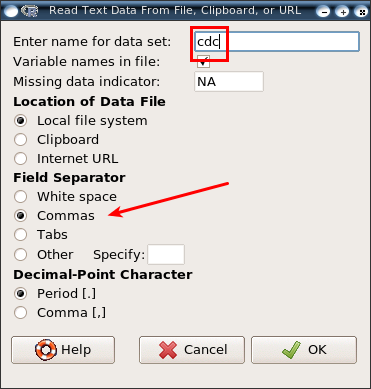 Read Text Data From File, Clipboard, or URL
Enter name for data set: cdc
Variable names in file:
Missing data indicator: NA
Location of Data File
Local file system
Clipboard
Internet URL
Field Separator
White space
Commas
Tabs
Other Specify:
Decimal-Point Character
Period [.]
Comma [,]
Help Cancel OK